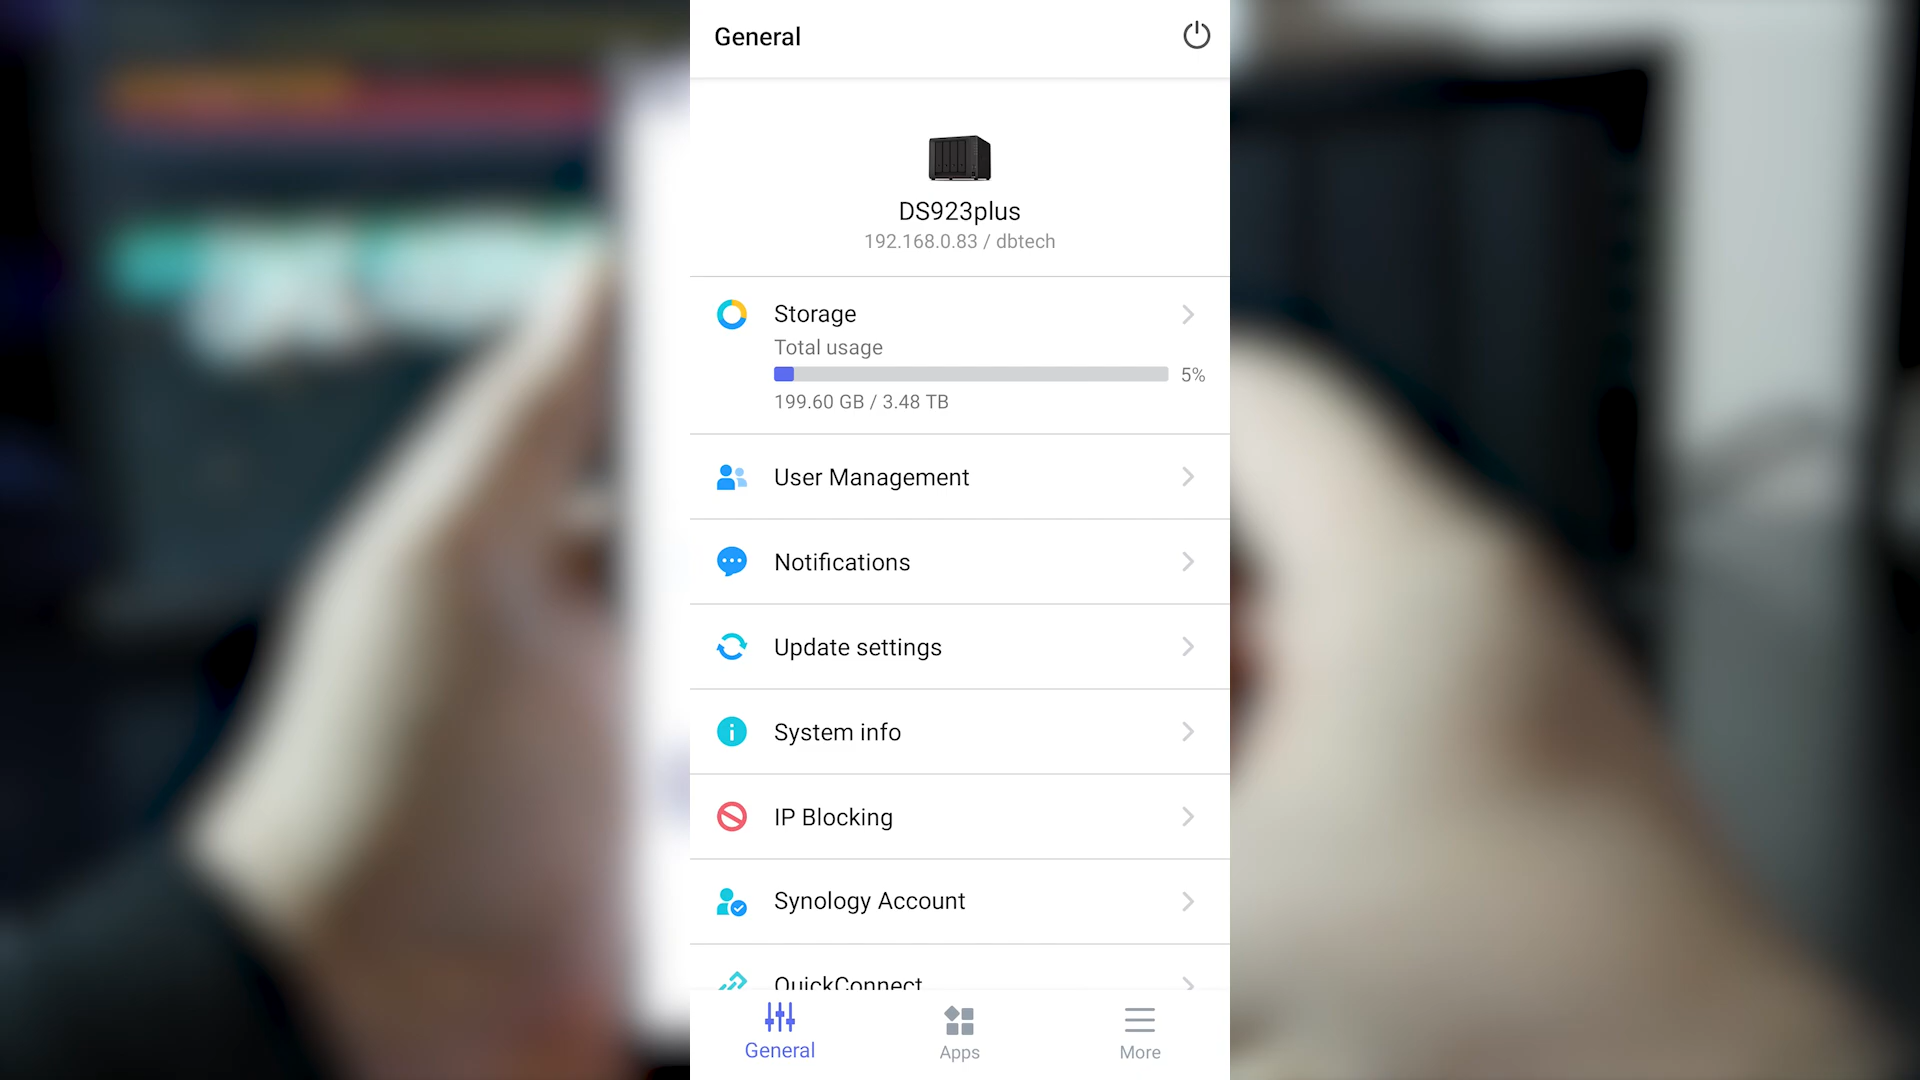 General
DS923plus
192.168.0.83 / dbtech
Storage
Total usage
5%
199.60 GB / 3.48 TB
User Management
Notifications
Update settings
System info
IP Blocking
Synology Account
QuickConnect
General
Apps
More